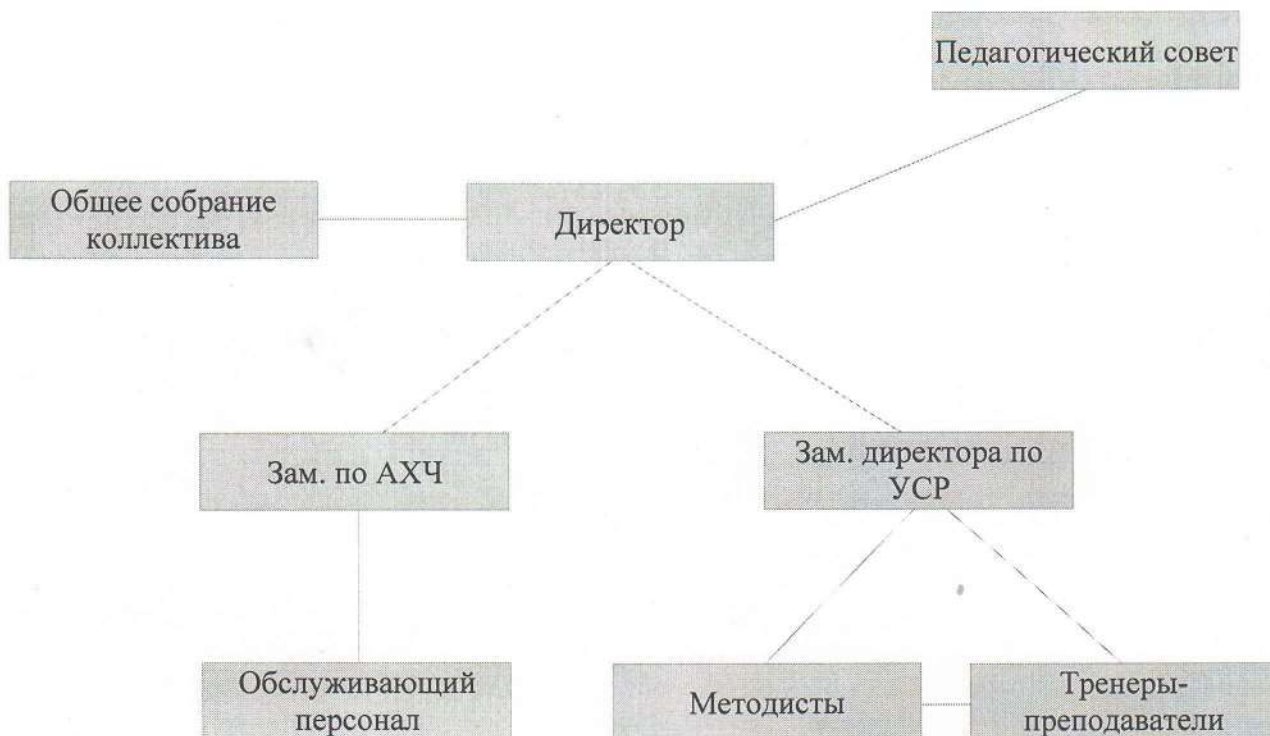 Педагогический совет
Общее собрание
коллектива
Директор
Зам. по АХЧ
Зам. директора по
УСР
Обслуживающий
персонал
Методисты
Тренеры-
преподаватели